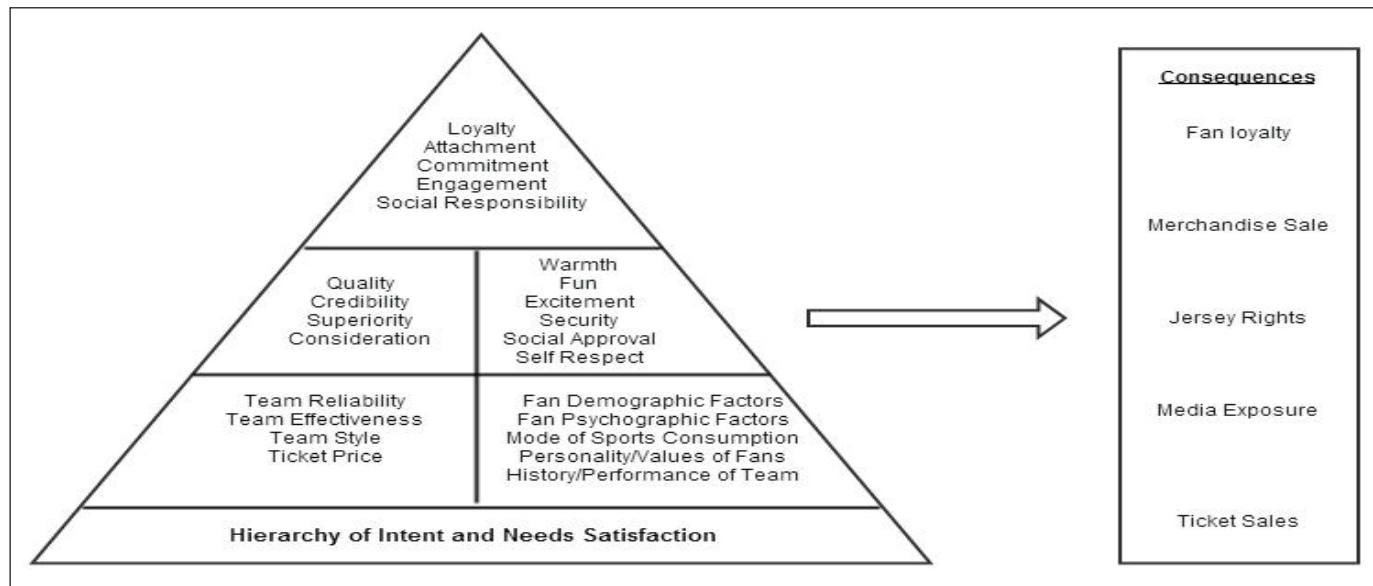 Loyalty
Attachment
Commitment
Engagement
Social Responsibility
Quality
Credibility
Superiority
Consideration
Warmth
Fun
Excitement
Security
Social Approval
Self Respect
Team Reliability
Team Effectiveness
Team Style
Ticket Price
Fan Demographic Factors
Fan Psychographic Factors
Mode of Sports Consumption
Personality/Values of Fans
History/Performance of Team
Hierarchy of Intent and Needs Satisfaction
Consequences
Fan loyalty
Merchandise Sale
Jersey Rights
Media Exposure
Ticket Sales